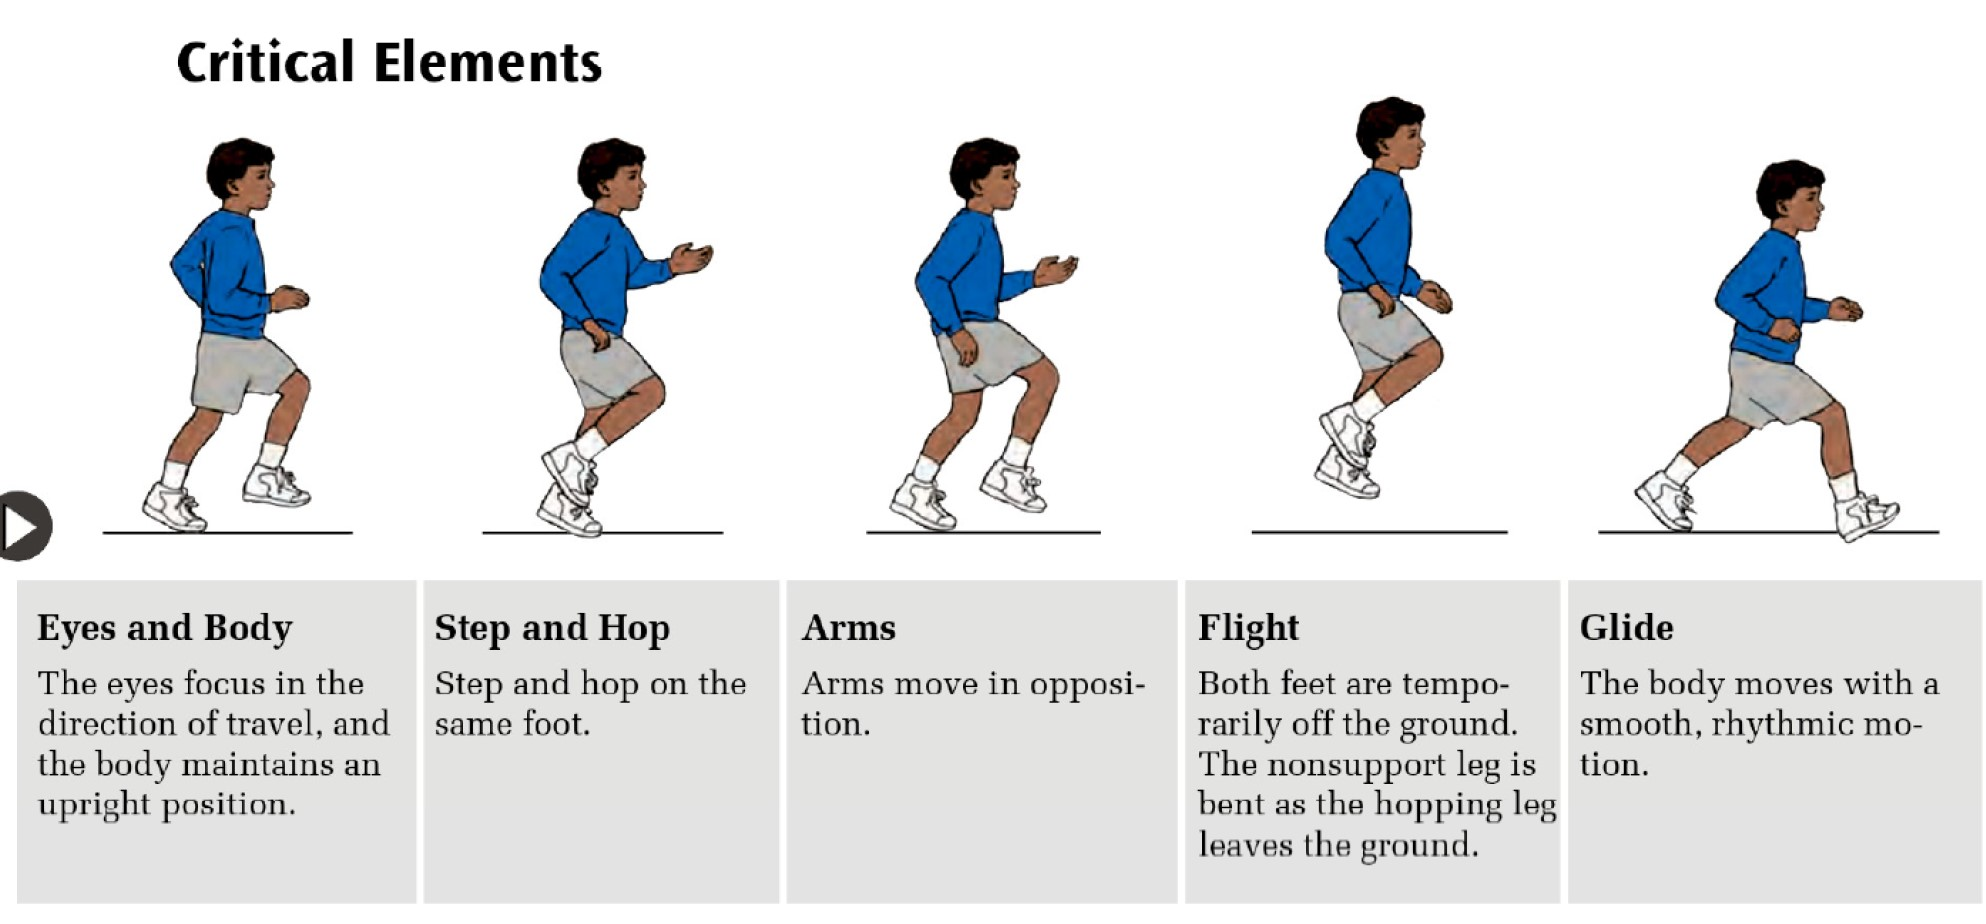 Critical Elements
Eyes and Body
The eyes focus in the
direction of travel, and
the body maintains an
upright position.
Step and Hop
Step and hop on the
same foot.
Arms
Arms move in opposi-
tion.
Flight
Both feet are tempo-
rarily off the ground.
The nonsupport leg is
bent as the hopping leg
leaves the ground.
Glide
The body moves with a
smooth, rhythmic mo-
tion.